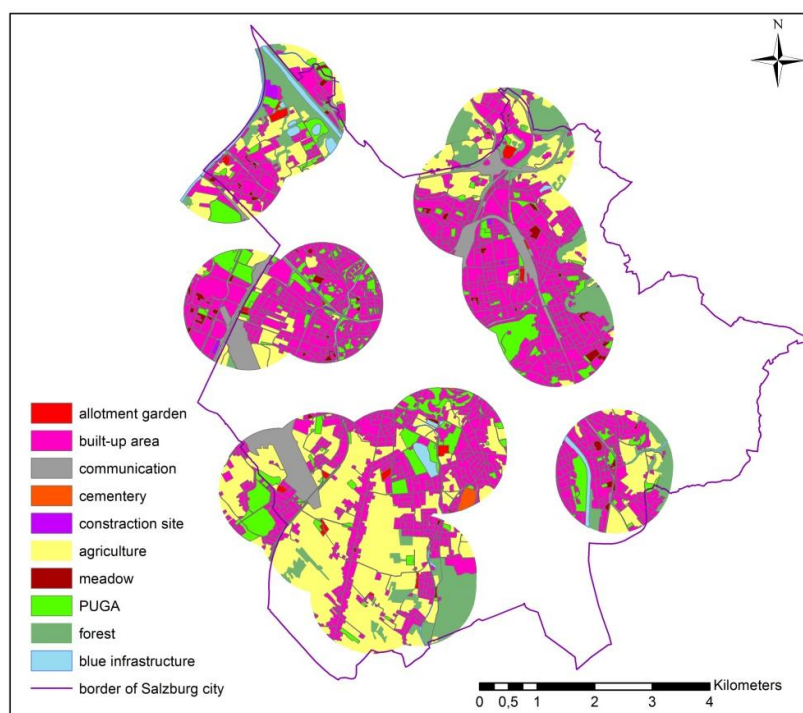 N
allotment garden
built-up area
communication
cementery
constraction site
agriculture
meadow
PUGA
forest
blue infrastructure
border of Salzburg city
Kilometers
0 0,5 1 2 3 4